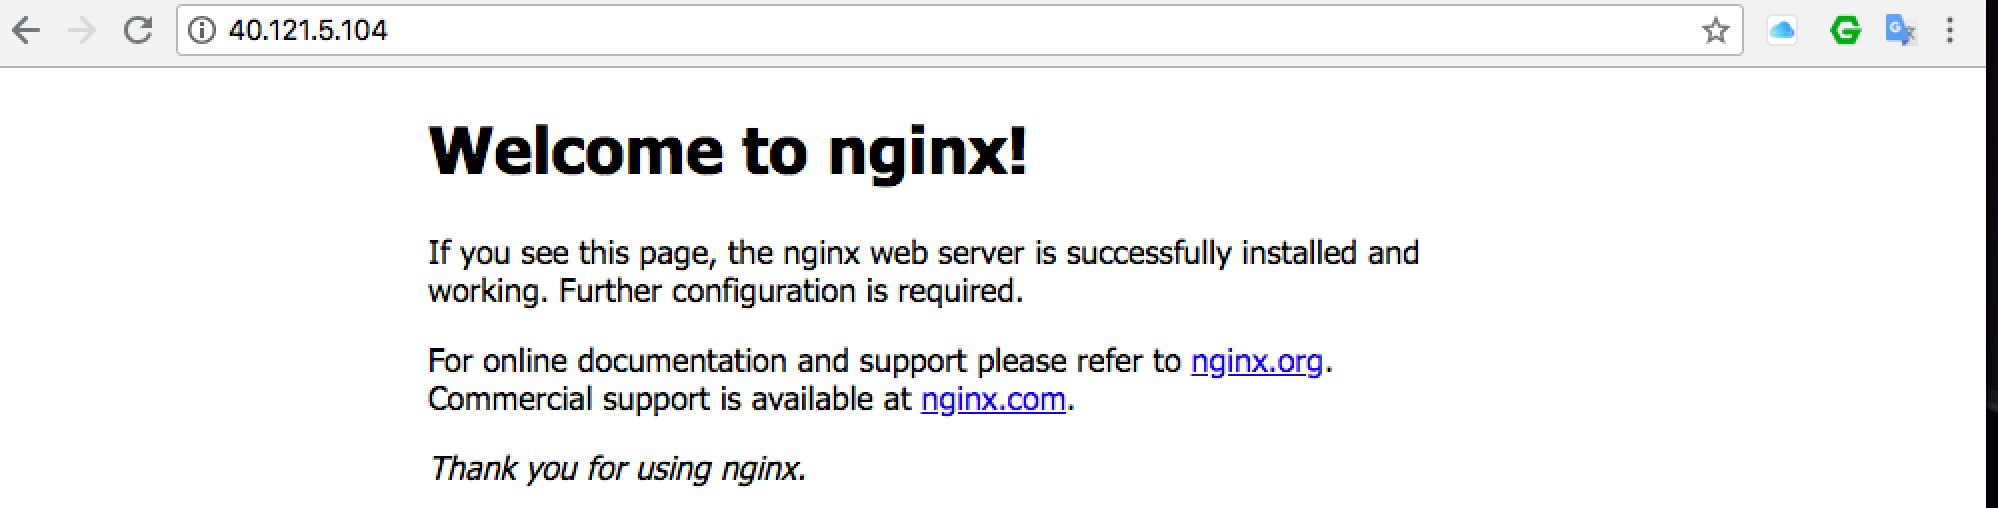 40.121.5.104
Welcome to nginx!
If you see this page, the nginx web server is successfully installed and
working. Further configuration is required.
For online documentation and support please refer to nginx.org.
Commercial support is available at nginx.com.
Thank you for using nginx.